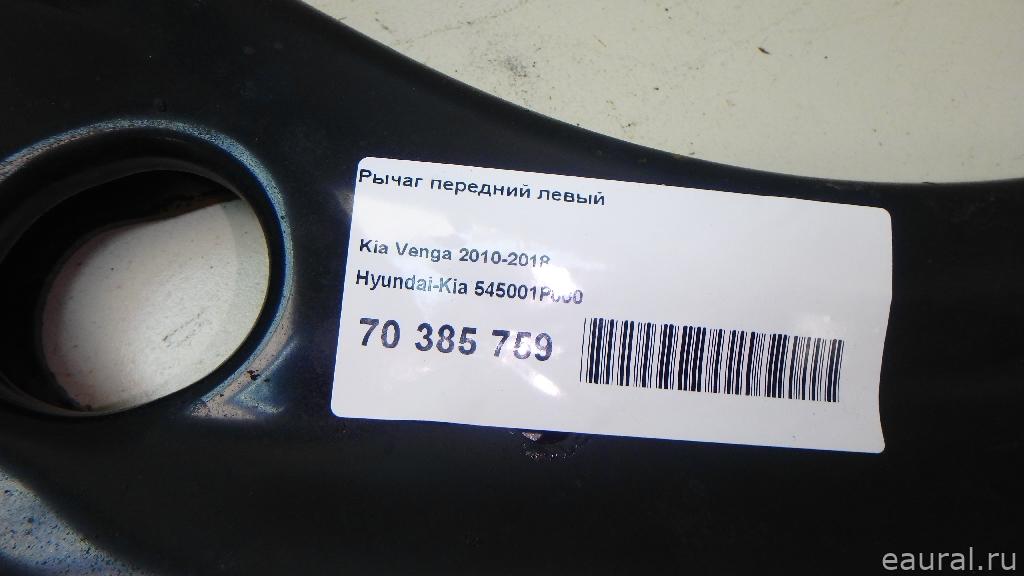 Рычаг передний левый
Kia Venga 2010-2018
Hyundai-Kia 545001P000
70 385 759
eaural.ru